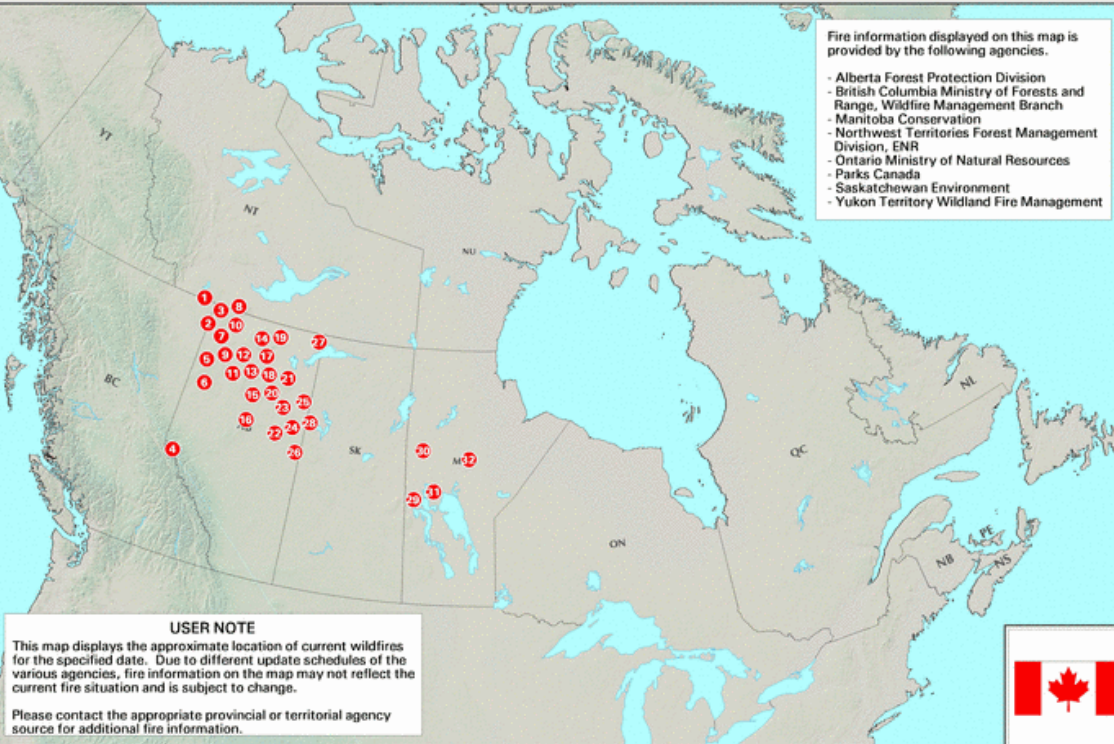 Fire information displayed on this map is
provided by the following agencies.
- Alberta Forest Protection Division
- British Columbia Ministry of Forests and
Range, Wildfire Management Branch
- Manitoba Conservation
- Northwest Territories Forest Management
Division, ENR
- Ontario Ministry of Natural Resources
- Parks Canada
- Saskatchewan Environment
- Yukon Territory Wildland Fire Management
YT
NT
NU
1
3 8
2 10
7 14 19 27
5 9 12 17
11 13 18 21
6
15 20
23 25
16 22 24 28
4 26
BC
SK
30
32
29 31
ON
QC
NL
NB
PE
NS
USER NOTE
This map displays the approximate location of current wildfires
for the specified date. Due to different update schedules of the
various agencies, fire information on the map may not reflect the
current fire situation and is subject to change.
Please contact the appropriate provincial or territorial agency
source for additional fire information.